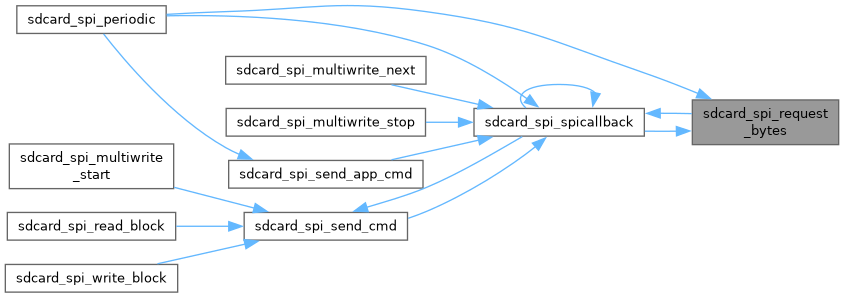 sdcard_spi_periodic
sdcard_spi_multiwrite_next
sdcard_spi_request
_bytes
sdcard_spi_multiwrite_stop
sdcard_spi_spicallback
sdcard_spi_multiwrite
_start
sdcard_spi_send_app_cmd
sdcard_spi_read_block
sdcard_spi_send_cmd
sdcard_spi_write_block